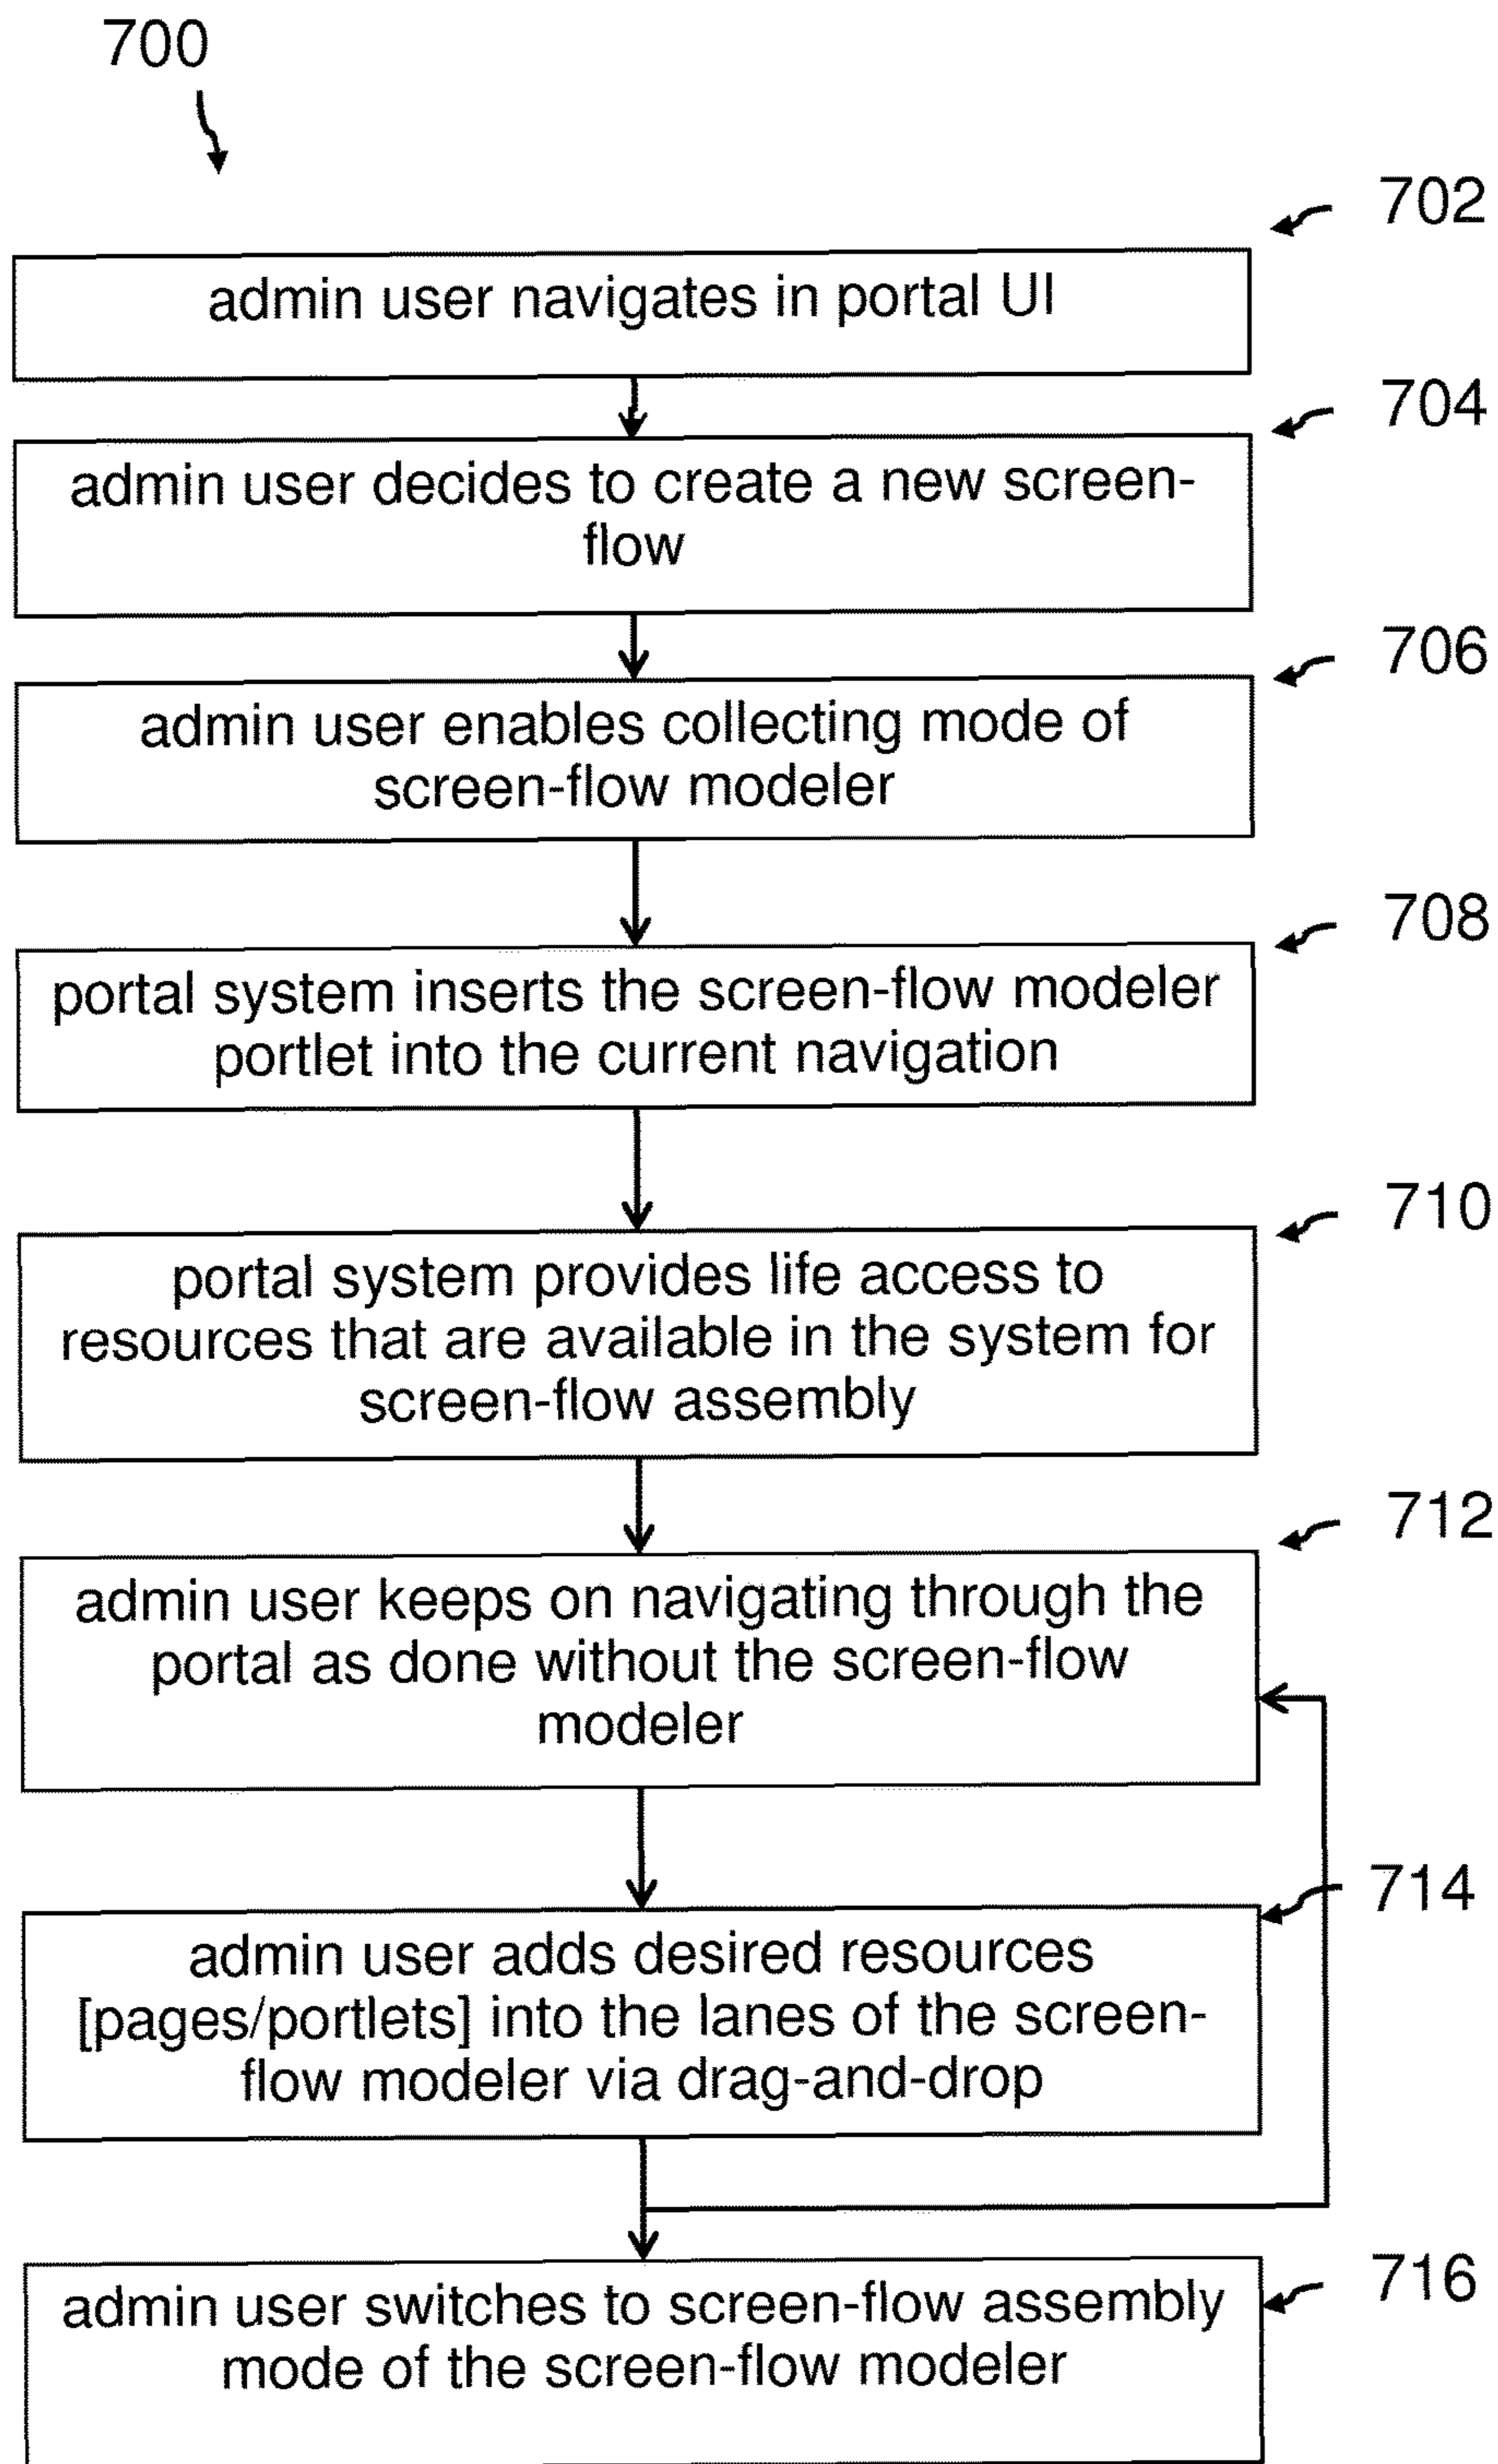 700
702
admin user navigates in portal UI
704
admin user decides to create a new screen-
flow
706
admin user enables collecting mode of
screen-flow modeler
708
portal system inserts the screen-flow modeler
portlet into the current navigation
710
portal system provides life access to
resources that are available in the system for
screen-flow assembly
712
admin user keeps on navigating through the
portal as done without the screen-flow
modeler
714
admin user adds desired resources
[pages/portlets] into the lanes of the screen-
flow modeler via drag-and-drop
716
admin user switches to screen-flow assembly
mode of the screen-flow modeler